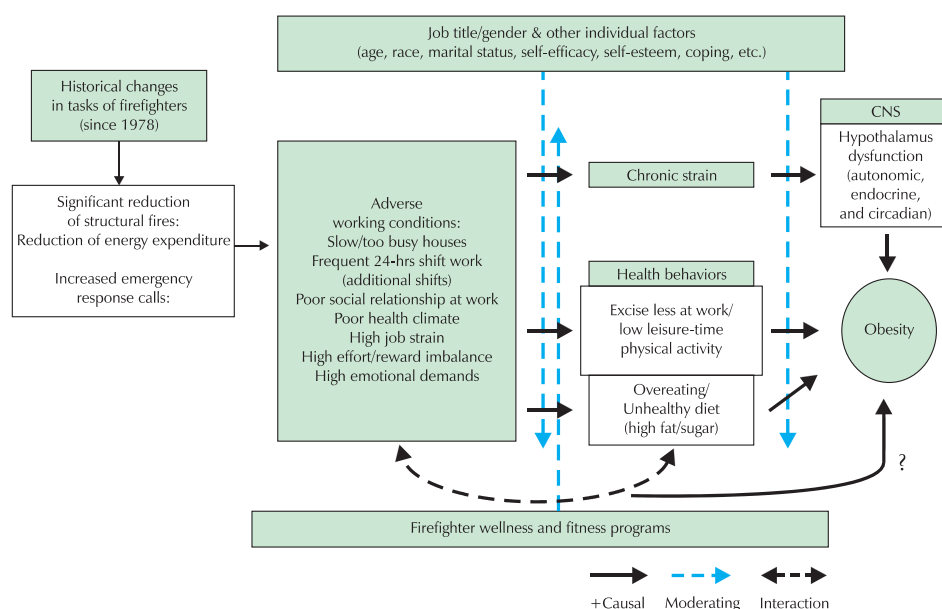 Job title/gender & other individual factors
(age, race, marital status, self-efficacy, self-esteem, coping, etc.)
Historical changes
in tasks of firefighters
(since 1978)
Significant reduction
of structural fires:
Reduction of energy expenditure
Increased emergency
response calls:
Adverse
working conditions:
Slow/too busy houses
Frequent 24-hrs shift work
(additional shifts)
Poor social relationship at work
Poor health climate
High job strain
High effort/reward imbalance
High emotional demands
Chronic strain
Health behaviors
Excise less at work/
low leisure-time
physical activity
Overeating/
Unhealthy diet
(high fat/sugar)
CNS
Hypothalamus
dysfunction
(autonomic,
endocrine,
and circadian)
Obesity
?
Firefighter wellness and fitness programs
+Causal
Moderating
Interaction